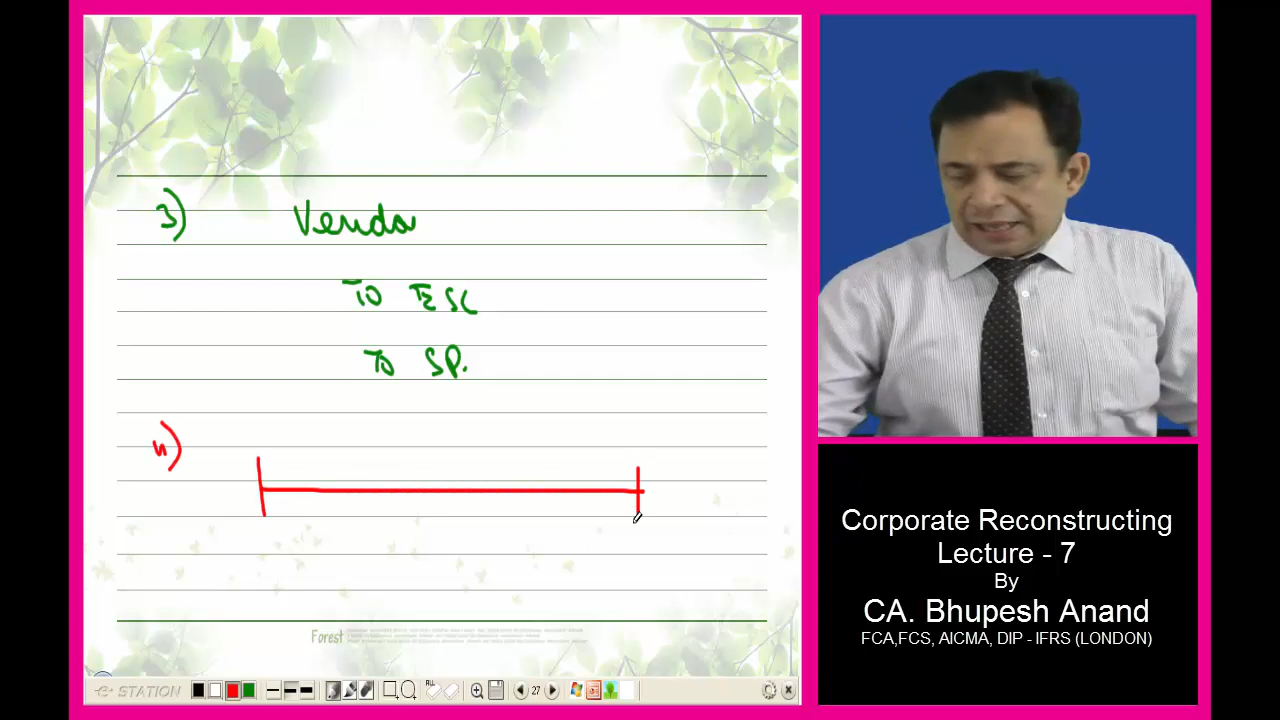 3) Vendor
To ESC
To SP.
4)
Forest
e-STATION
27
Corporate Reconstructing
Lecture - 7
By
CA. Bhupesh Anand
FCA,FCS, AICMA, DIP - IFRS (LONDON)